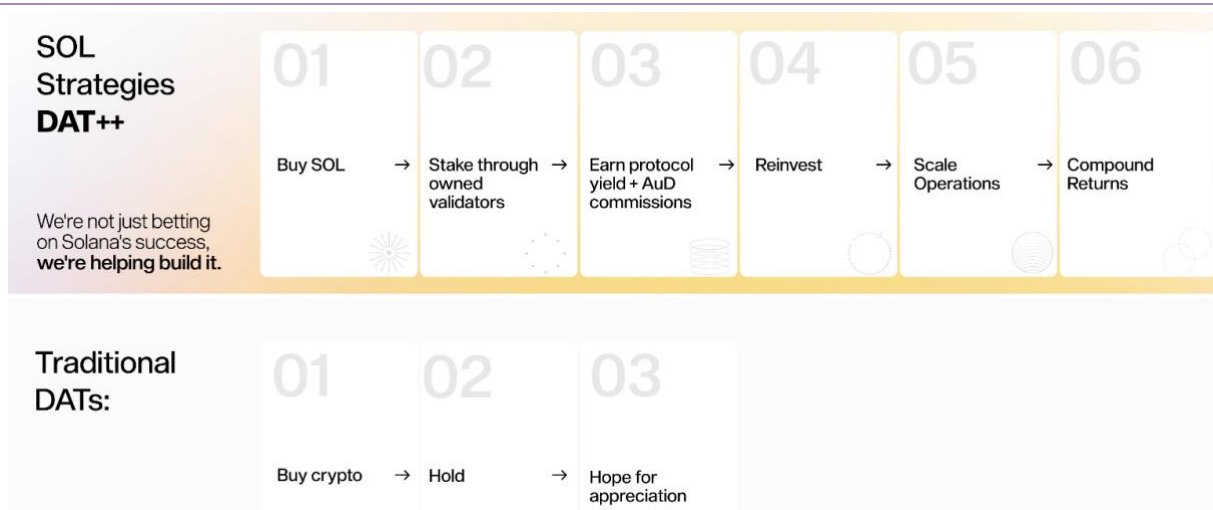 SOL
Strategies
DAT++
We're not just betting
on Solana's success,
we're helping build it.
01
Buy SOL →
02
Stake through →
owned
validators
03
Earn protocol →
yield + AuD
commissions
04
Reinvest →
05
Scale →
Operations
06
Compound
Returns
Traditional
DATs:
01
Buy crypto →
02
Hold →
03
Hope for
appreciation